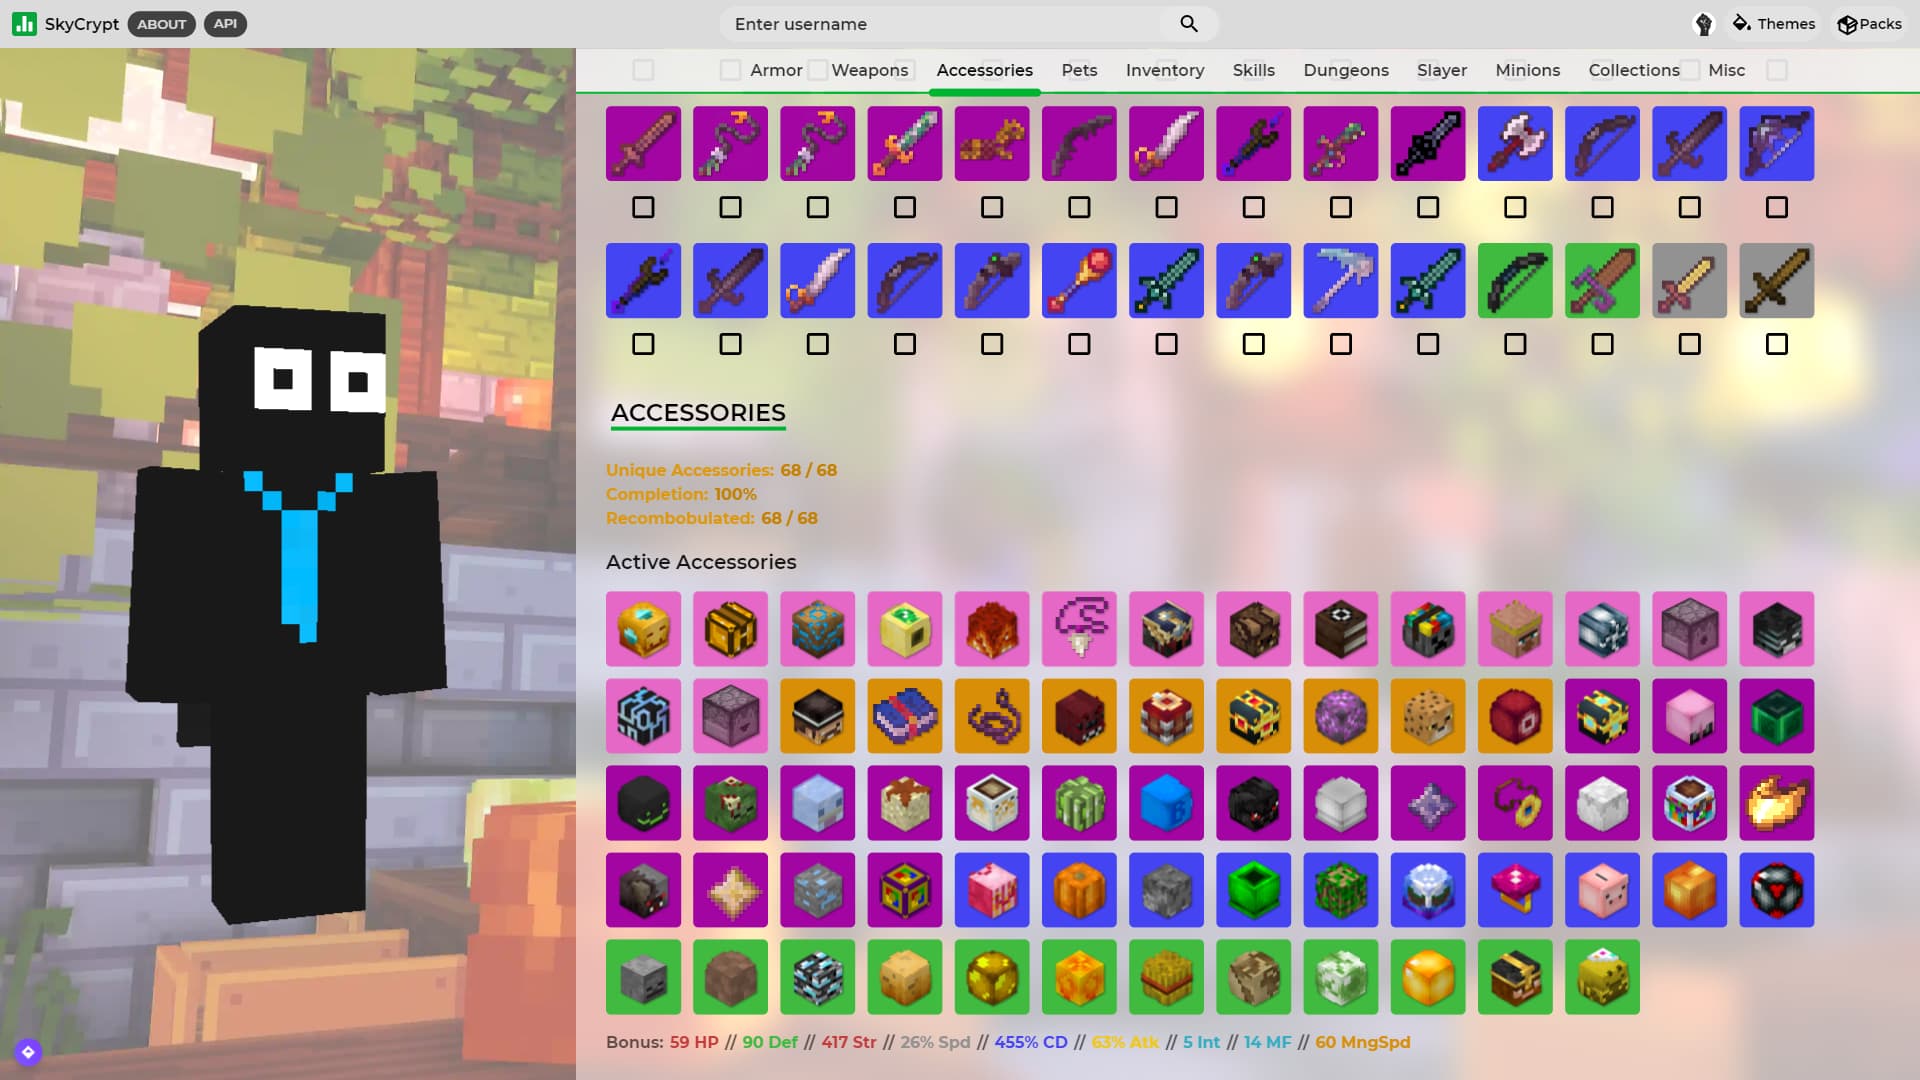 SkyCrypt ABOUT API Enter username Themes Packs
Armor Weapons Accessories Pets Inventory Skills Dungeons Slayer Minions Collections Misc
ACCESSORIES
Unique Accessories: 68 / 68
Completion: 100%
Recombobulated: 68 / 68
Active Accessories
Bonus: 59 HP // 90 Def // 417 Str // 26% Spd // 455% CD // 63% Atk // 5 Int // 14 MF // 60 MngSpd